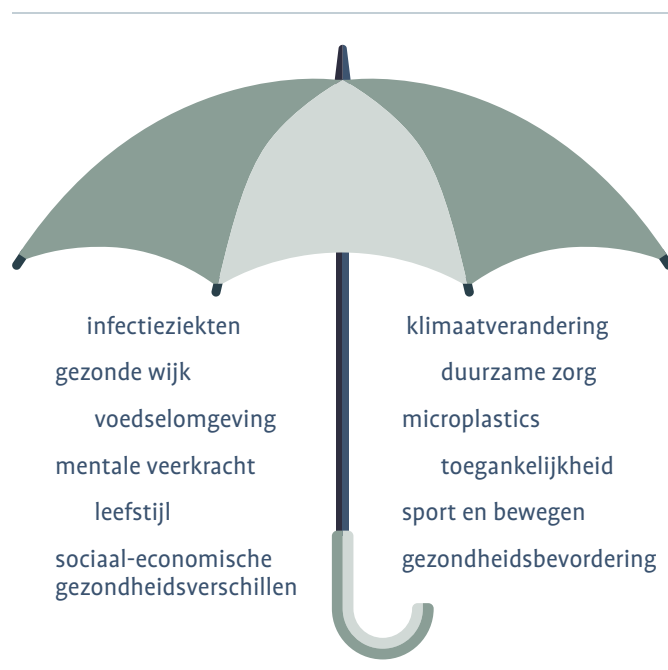 infectieziekten
gezonde wijk
voedselomgeving
mentale veerkracht
leefstijl
sociaal-economische
gezondheidsverschillen
klimaatverandering
duurzame zorg
microplastics
toegankelijkheid
sport en bewegen
gezondheidsbevordering